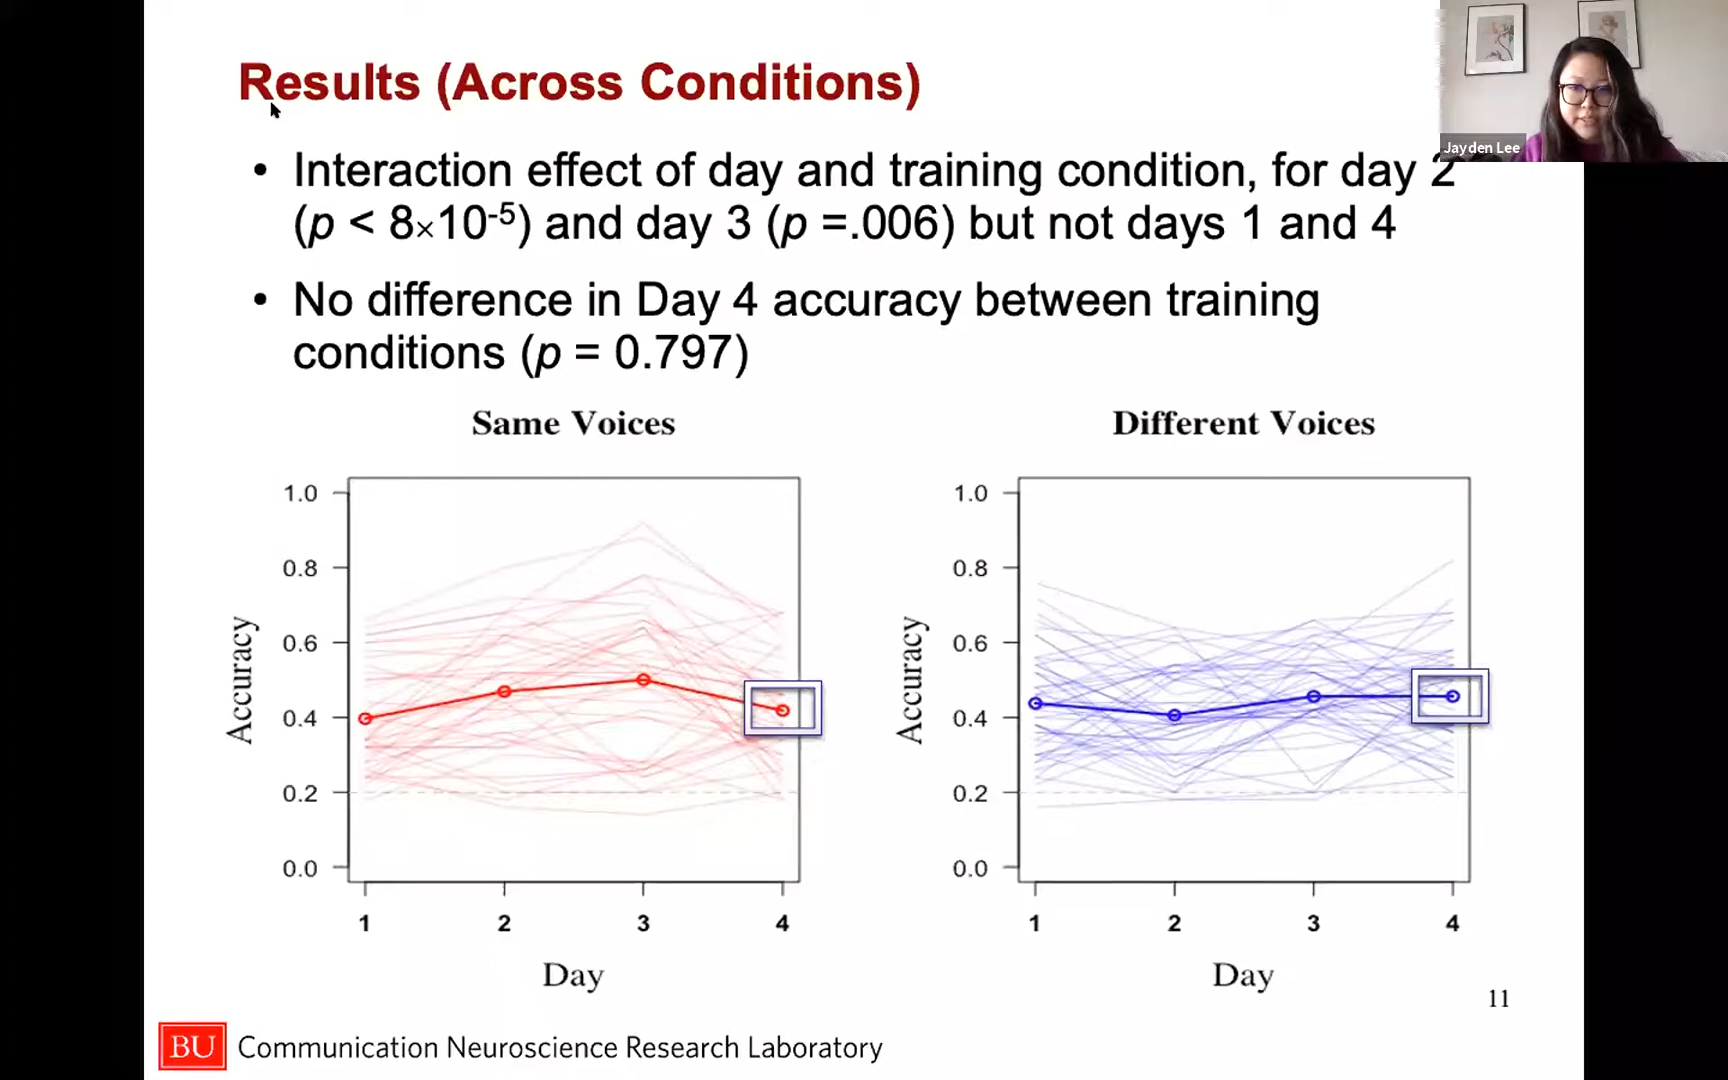 Results (Across Conditions)
Jayden Lee
• Interaction effect of day and training condition, for day 2
(p < 8×10-5) and day 3 (p =.006) but not days 1 and 4
• No difference in Day 4 accuracy between training
conditions (p = 0.797)
Same Voices
Accuracy
1.0
0.8
0.6
0.4
0.2
0.0
1 2 3 4
Day
Different Voices
Accuracy
1.0
0.8
0.6
0.4
0.2
0.0
1 2 3 4
Day
11
BU Communication Neuroscience Research Laboratory